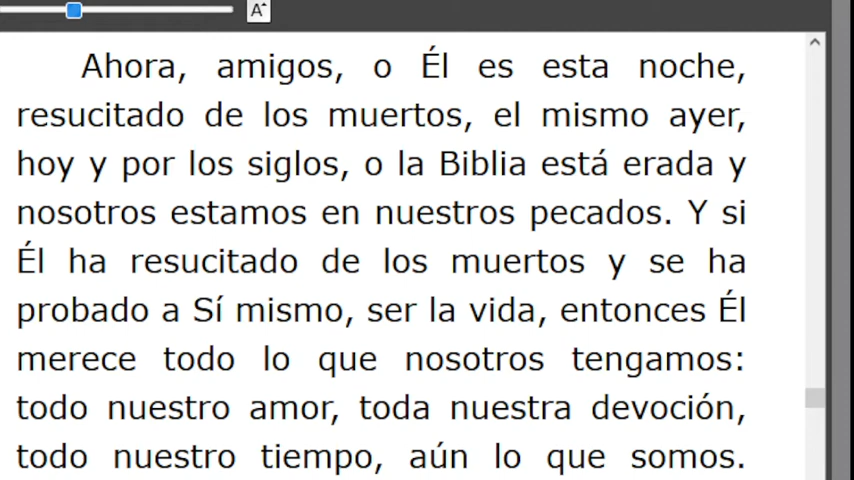 A
Ahora, amigos, o Él es esta noche,
resucitado de los muertos, el mismo ayer,
hoy y por los siglos, o la Biblia está erada y
nosotros estamos en nuestros pecados. Y si
Él ha resucitado de los muertos y se ha
probado a Sí mismo, ser la vida, entonces Él
merece todo lo que nosotros tengamos:
todo nuestro amor, toda nuestra devoción,
todo nuestro tiempo, aún lo que somos.